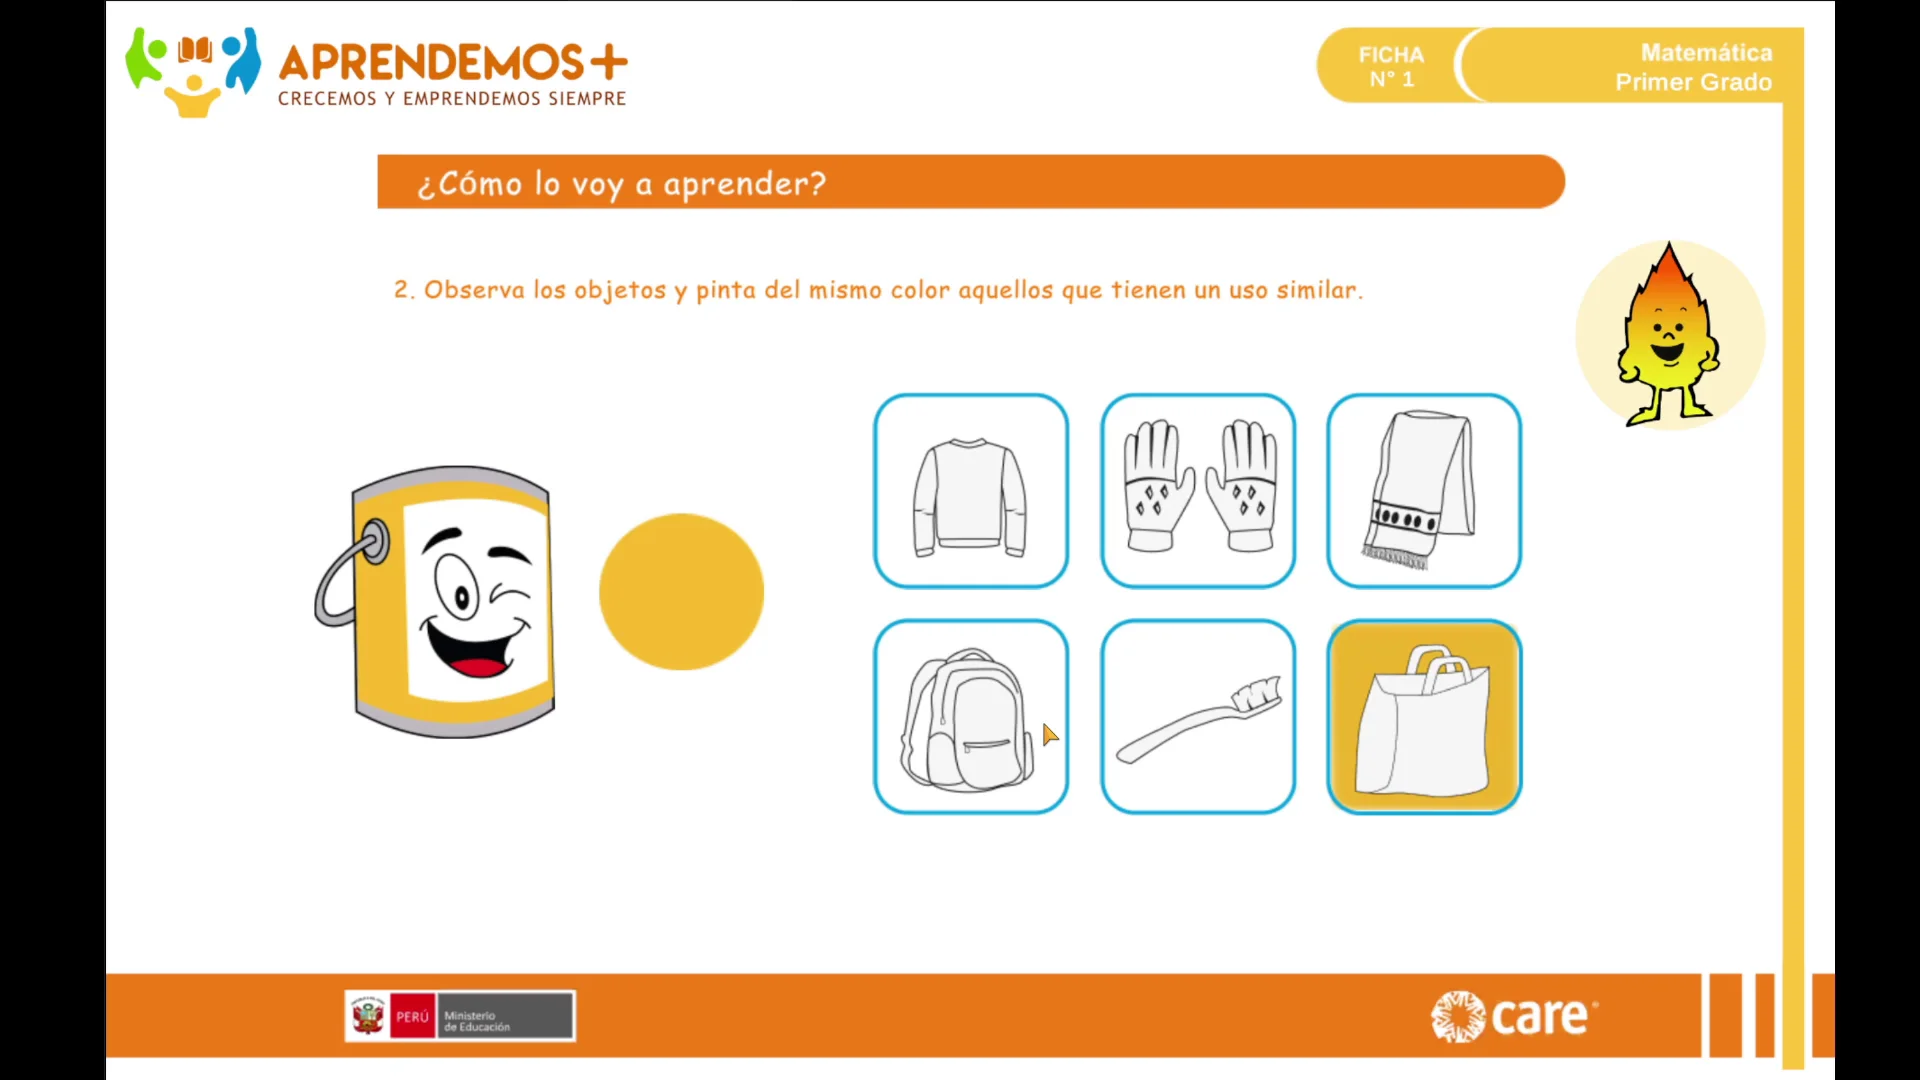 APRENDEMOS+
CRECEMOS Y EMPRENDEMOS SIEMPRE
FICHA
N° 1
Matemática
Primer Grado
¿Cómo lo voy a aprender?
2. Observa los objetos y pinta del mismo color aquellos que tienen un uso similar.
PERÚ
Ministerio
de Educación
care